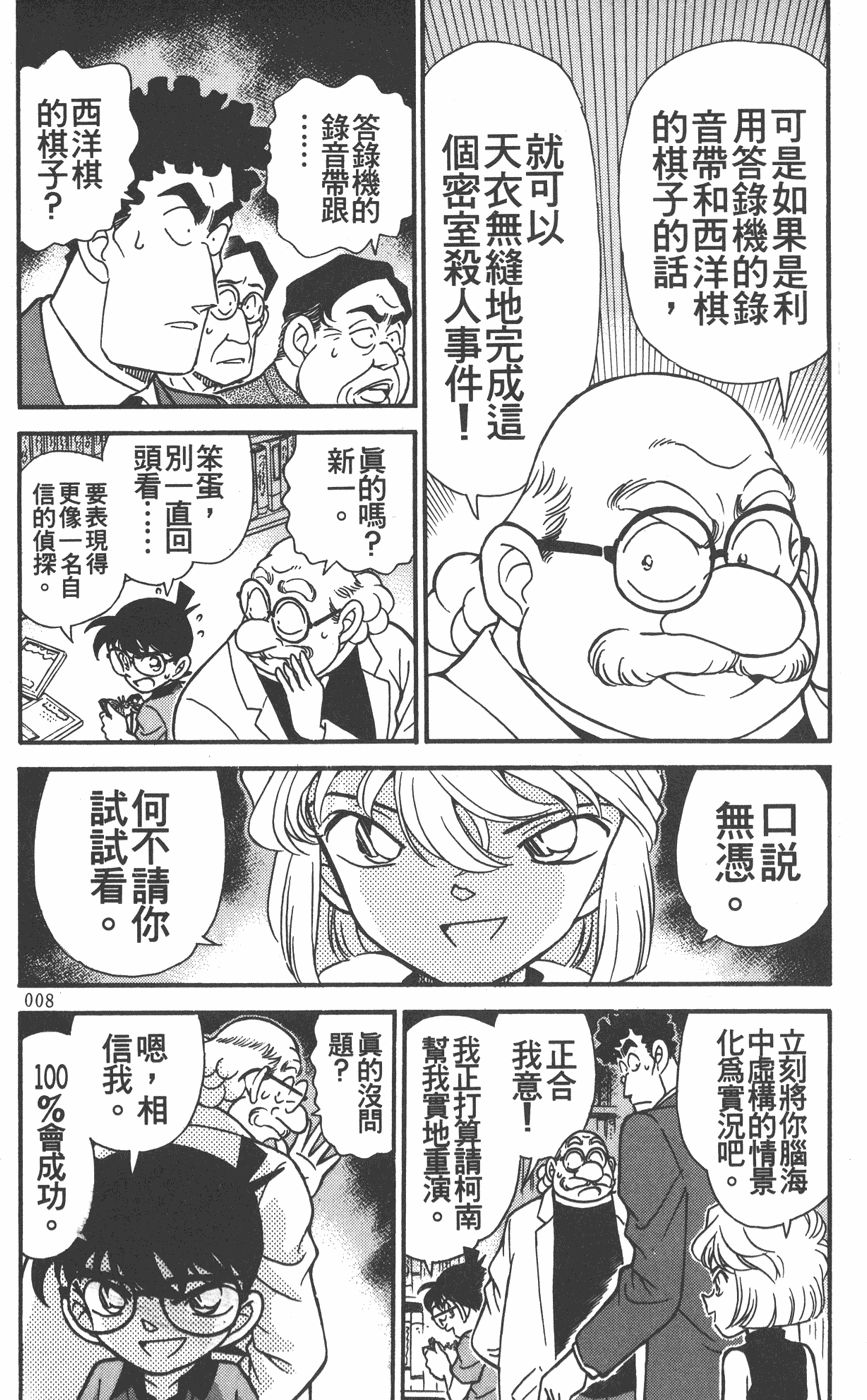 可是如果是利
用答錄機的錄
音帶和西洋棋
的棋子的話，
就可以
天衣無縫地完成這
個密室殺人事件！
答錄機的
錄音帶跟
……
西洋棋
的棋子？
眞的嗎？
新一。
笨蛋，
別一直回
頭看……
要表現得
更像一名自
信的偵探。
口説
無憑。
何不請你
試試看。
008
立刻將你腦海
中虛構的情景
化爲實況吧。
正合
我意！
我正打算請柯南
幫我實地重演。
眞的沒問
題？
嗯，相
信我。
100%會成功。